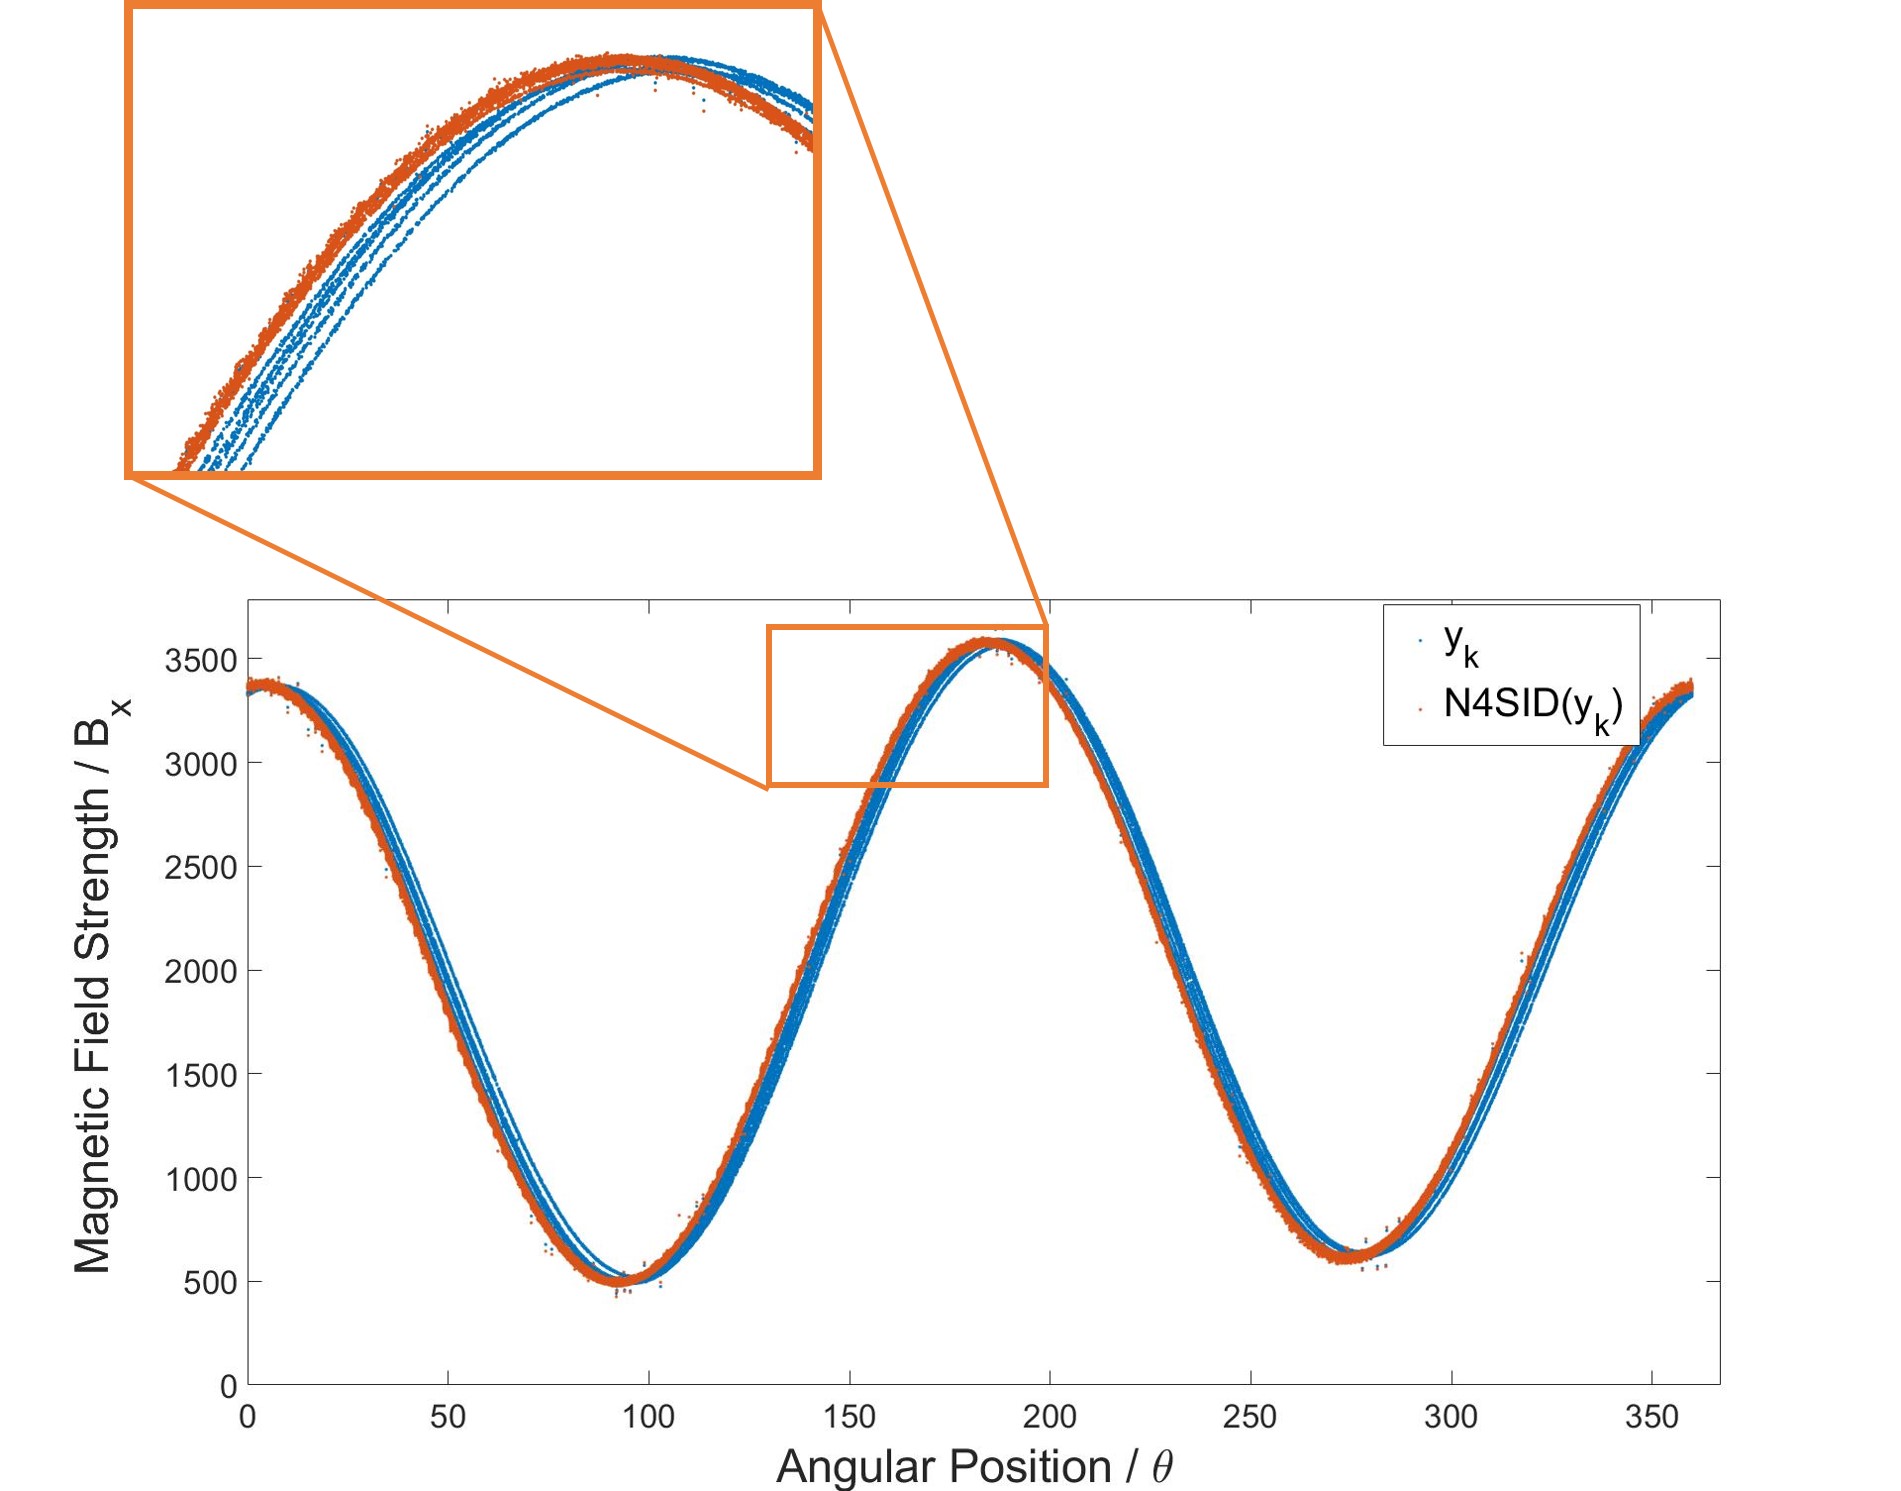 y_k
N4SID(y_k)
3500
3000
2500
2000
1500
1000
500
0
Magnetic Field Strength / B_x
0 50 100 150 200 250 300 350
Angular Position / θ